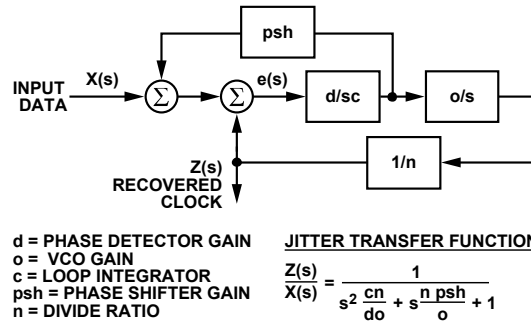 psh
INPUT DATA
X(s)
Σ
Σ
e(s)
d/sc
o/s
1/n
Z(s)
RECOVERED
CLOCK
d = PHASE DETECTOR GAIN
o = VCO GAIN
c = LOOP INTEGRATOR
psh = PHASE SHIFTER GAIN
n = DIVIDE RATIO
JITTER TRANSFER FUNCTION
Z(s)/X(s) = 1/(s² cn/do + s n psh/o + 1)